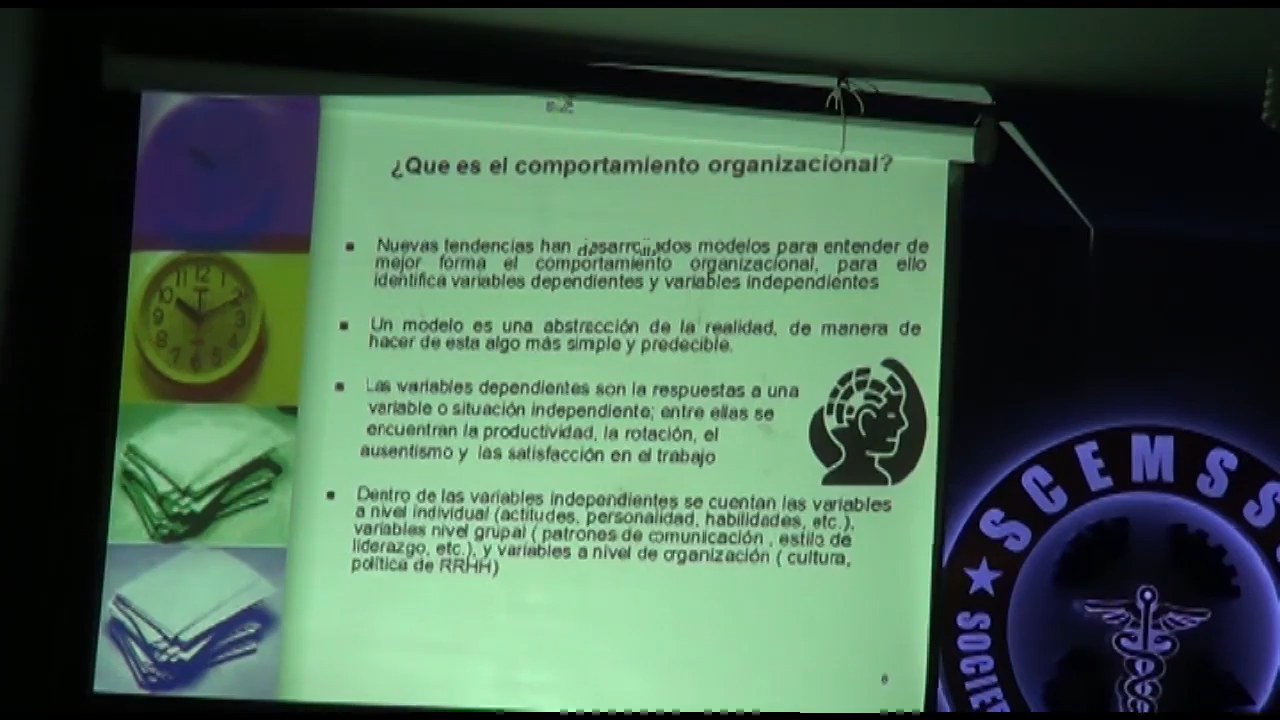 ¿Que es el comportamiento organizacional?
Nuevas tendencias han desarrollados modelos para entender de
mejor forma el comportamiento organizacional, para ello
identifica variables dependientes y variables independientes
Un modelo es una abstracción de la realidad, de manera de
hacer de esta algo más simple y predecible.
Las variables dependientes son la respuestas a una
variable o situación independiente; entre ellas se
encuentran la productividad, la rotación, el
ausentismo y las satisfacción en el trabajo
Dentro de las variables independientes se cuentan las variables
a nivel individual (actitudes, personalidad, habilidades, etc.),
variables nivel grupal ( patrones de comunicación , estilo de
liderazgo, etc.), y variables a nivel de organización ( cultura,
política de RRHH)
SCEMS
SOCIE